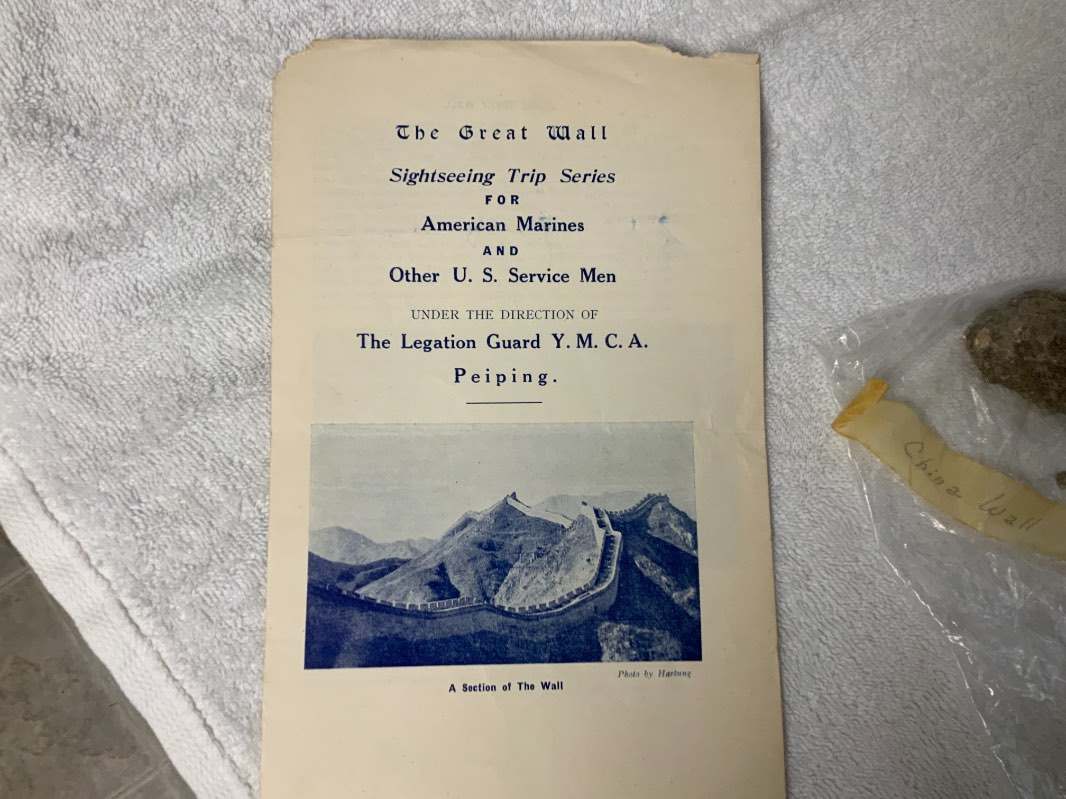 The Great Wall
Sightseeing Trip Series
FOR
American Marines
AND
Other U. S. Service Men
UNDER THE DIRECTION OF
The Legation Guard Y. M. C. A.
Peiping.
Photo by Hartung
A Section of The Wall
China Wall